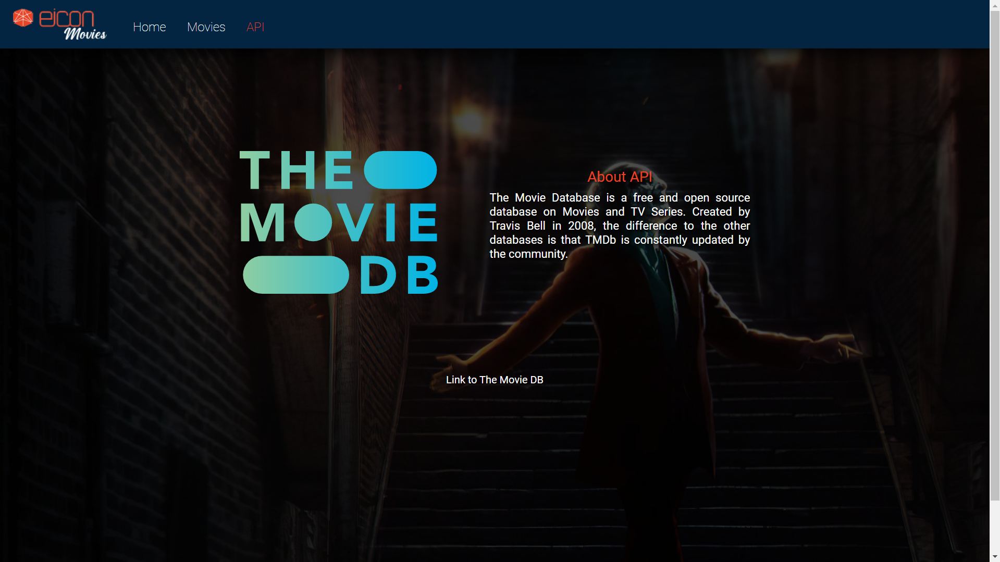 eicon
Movies
Home
Movies
API
THE
MOVIE
DB
About API
The Movie Database is a free and open source
database on Movies and TV Series. Created by
Travis Bell in 2008, the difference to the other
databases is that TMDb is constantly updated by
the community.
Link to The Movie DB